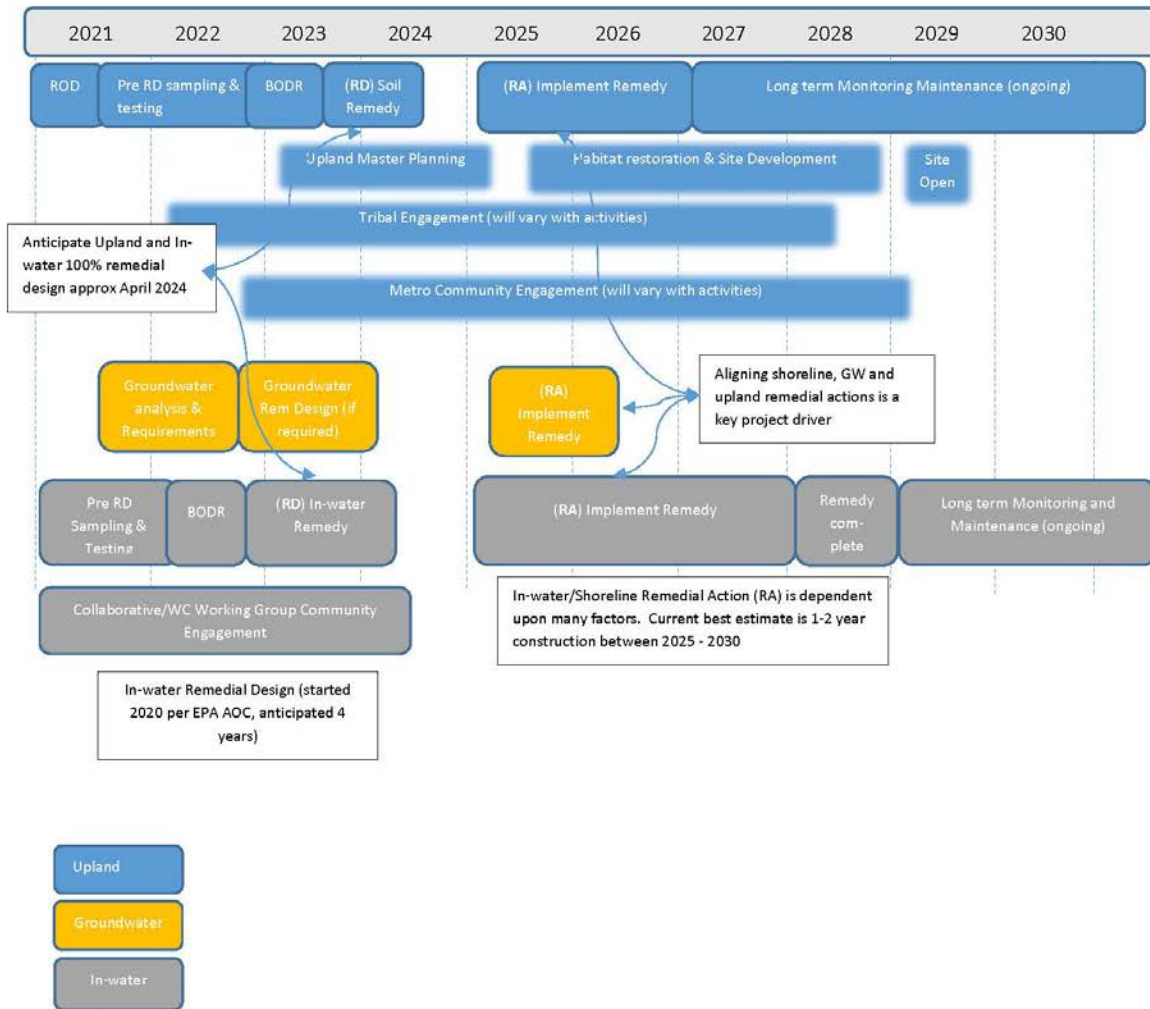 2021 2022 2023 2024 2025 2026 2027 2028 2029 2030
ROD
Pre RD sampling &
testing
BODR
(RD) Soil
Remedy
(RA) Implement Remedy
Long term Monitoring Maintenance (ongoing)
Upland Master Planning
Habitat restoration & Site Development
Site
Open
Tribal Engagement (will vary with activities)
Anticipate Upland and In-
water 100% remedial
design approx April 2024
Metro Community Engagement (will vary with activities)
Groundwater
analysis &
Requirements
Groundwater
Rem Design (if
required)
(RA)
Implement
Remedy
Aligning shoreline, GW and
upland remedial actions is a
key project driver
Pre RD
Sampling &
Testing
BODR
(RD) In-water
Remedy
(RA) Implement Remedy
Remedy
com-
plete
Long term Monitoring and
Maintenance (ongoing)
Collaborative/WC Working Group Community
Engagement
In-water/Shoreline Remedial Action (RA) is dependent
upon many factors. Current best estimate is 1-2 year
construction between 2025 - 2030
In-water Remedial Design (started
2020 per EPA AOC, anticipated 4
years)
Upland
Groundwater
In-water